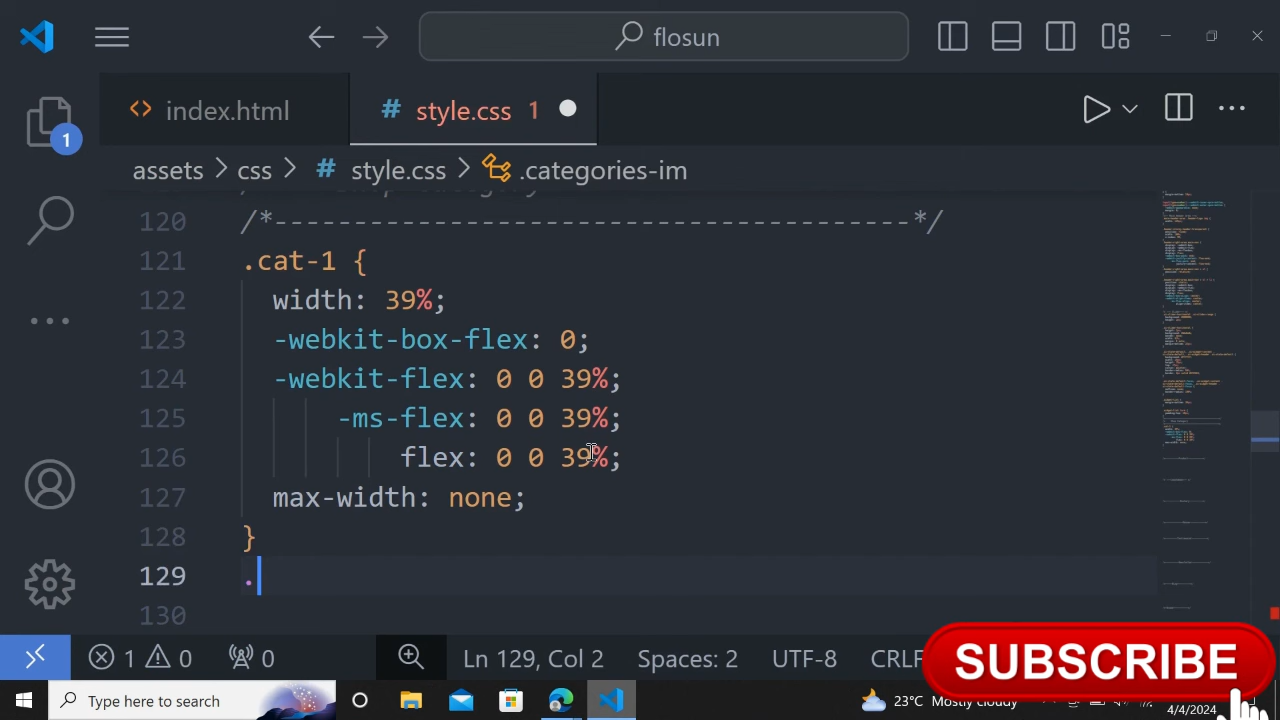 flosun
index.html
# style.css 1
assets > css > # style.css > .categories-im
120 /*--------------------------------------- */
121 .cat-1 {
122 width: 39%;
123 -webkit-box-flex: 0;
124 -webkit-flex: 0 0 39%;
125 -ms-flex: 0 0 39%;
126 flex: 0 0 39%;
127 max-width: none;
128 }
129 .
130
1
1 0 0
Ln 129, Col 2
Spaces: 2
UTF-8
CRLF
SUBSCRIBE
Type here to search
23°C Mostly cloudy
4/4/2024